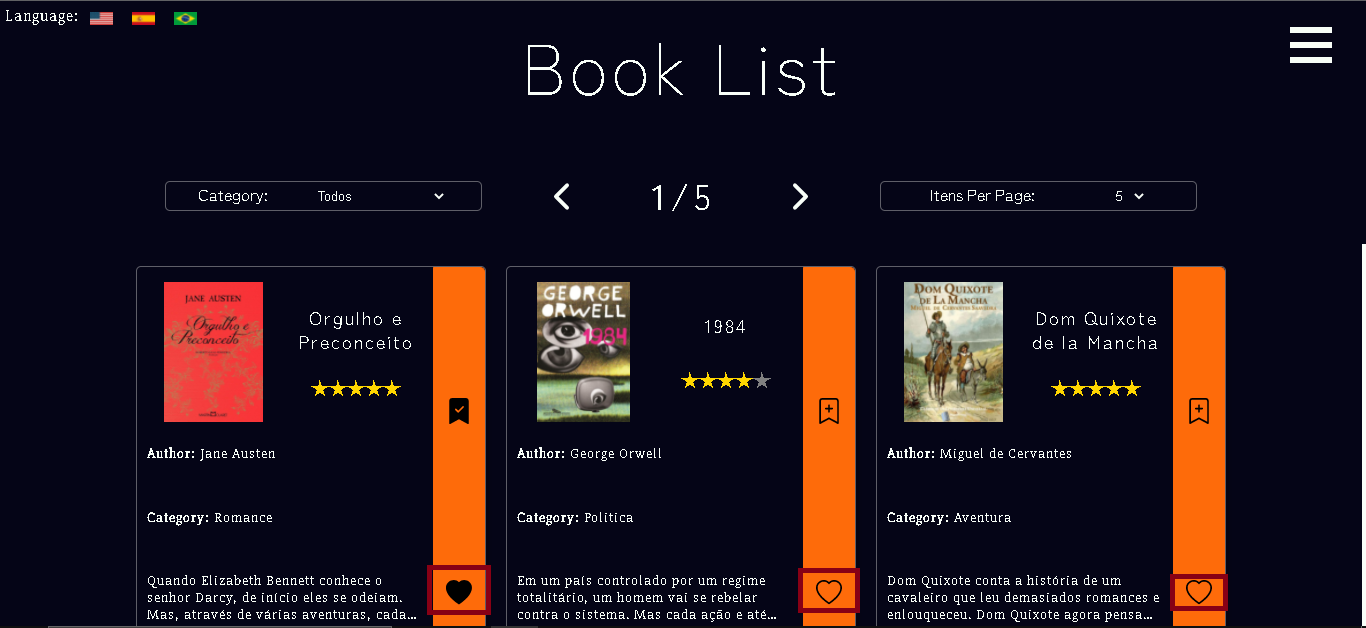 Language:
Book List
Category: Todos
1/5
Itens Per Page: 5
JANE AUSTEN
Orgulho e
Preconceito
Orgulho e
Preconceito
Author: Jane Austen
Category: Romance
Quando Elizabeth Bennett conhece o
senhor Darcy, de início eles se odeiam.
Mas, através de várias aventuras, cada...
GEORGE
ORWELL
1984
1984
Author: George Orwell
Category: Politica
Em um país controlado por um regime
totalitário, um homem vai se rebelar
contra o sistema. Mas cada ação e até...
DOM QUIXOTE
DE LA MANCHA
MIGUEL DE CERVANTES SAAVEDRA
Dom Quixote
de la Mancha
Author: Miguel de Cervantes
Category: Aventura
Dom Quixote conta a história de um
cavaleiro que leu demasiados romances e
enlouqueceu. Dom Quixote agora pensa...